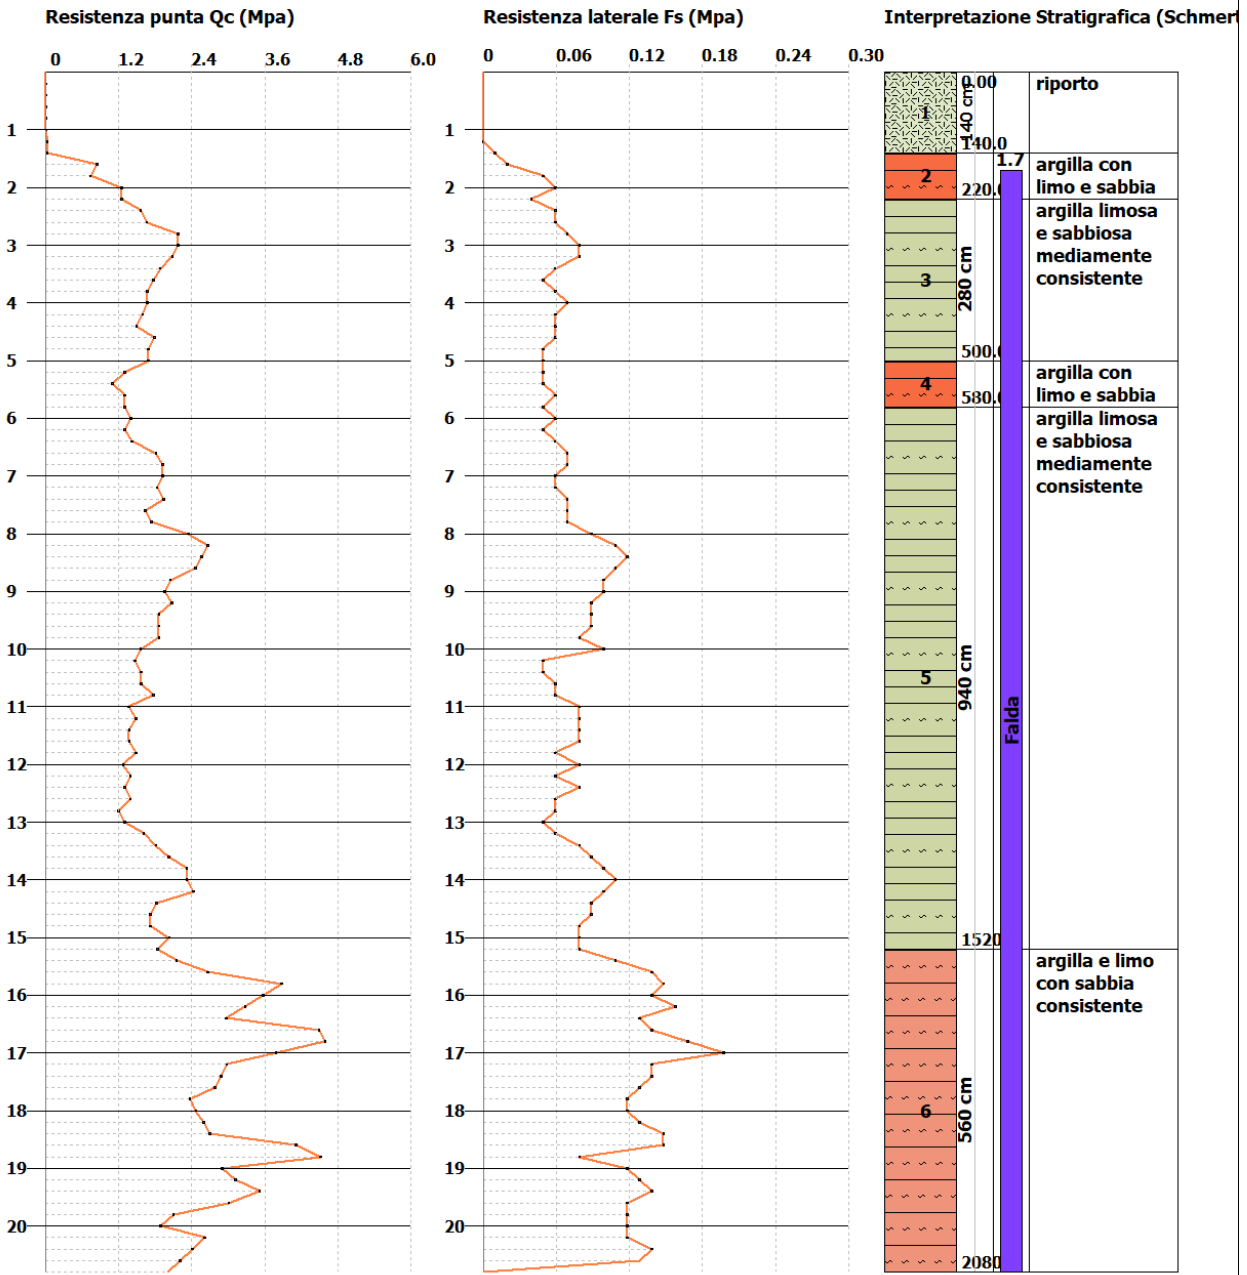 Resistenza punta Qc (Mpa)
0 1.2 2.4 3.6 4.8 6.0
1
2
3
4
5
6
7
8
9
10
11
12
13
14
15
16
17
18
19
20
Resistenza laterale Fs (Mpa)
0 0.06 0.12 0.18 0.24 0.30
1
2
3
4
5
6
7
8
9
10
11
12
13
14
15
16
17
18
19
20
Interpretazione Stratigrafica (Schmert
1
0.00
140 cm
140.0
riporto
2
220.0
1.7
argilla con
limo e sabbia
3
280 cm
500.0
argilla limosa
e sabbiosa
mediamente
consistente
4
580.0
argilla con
limo e sabbia
5
940 cm
1520
argilla limosa
e sabbiosa
mediamente
consistente
Falda
6
560 cm
2080
argilla e limo
con sabbia
consistente